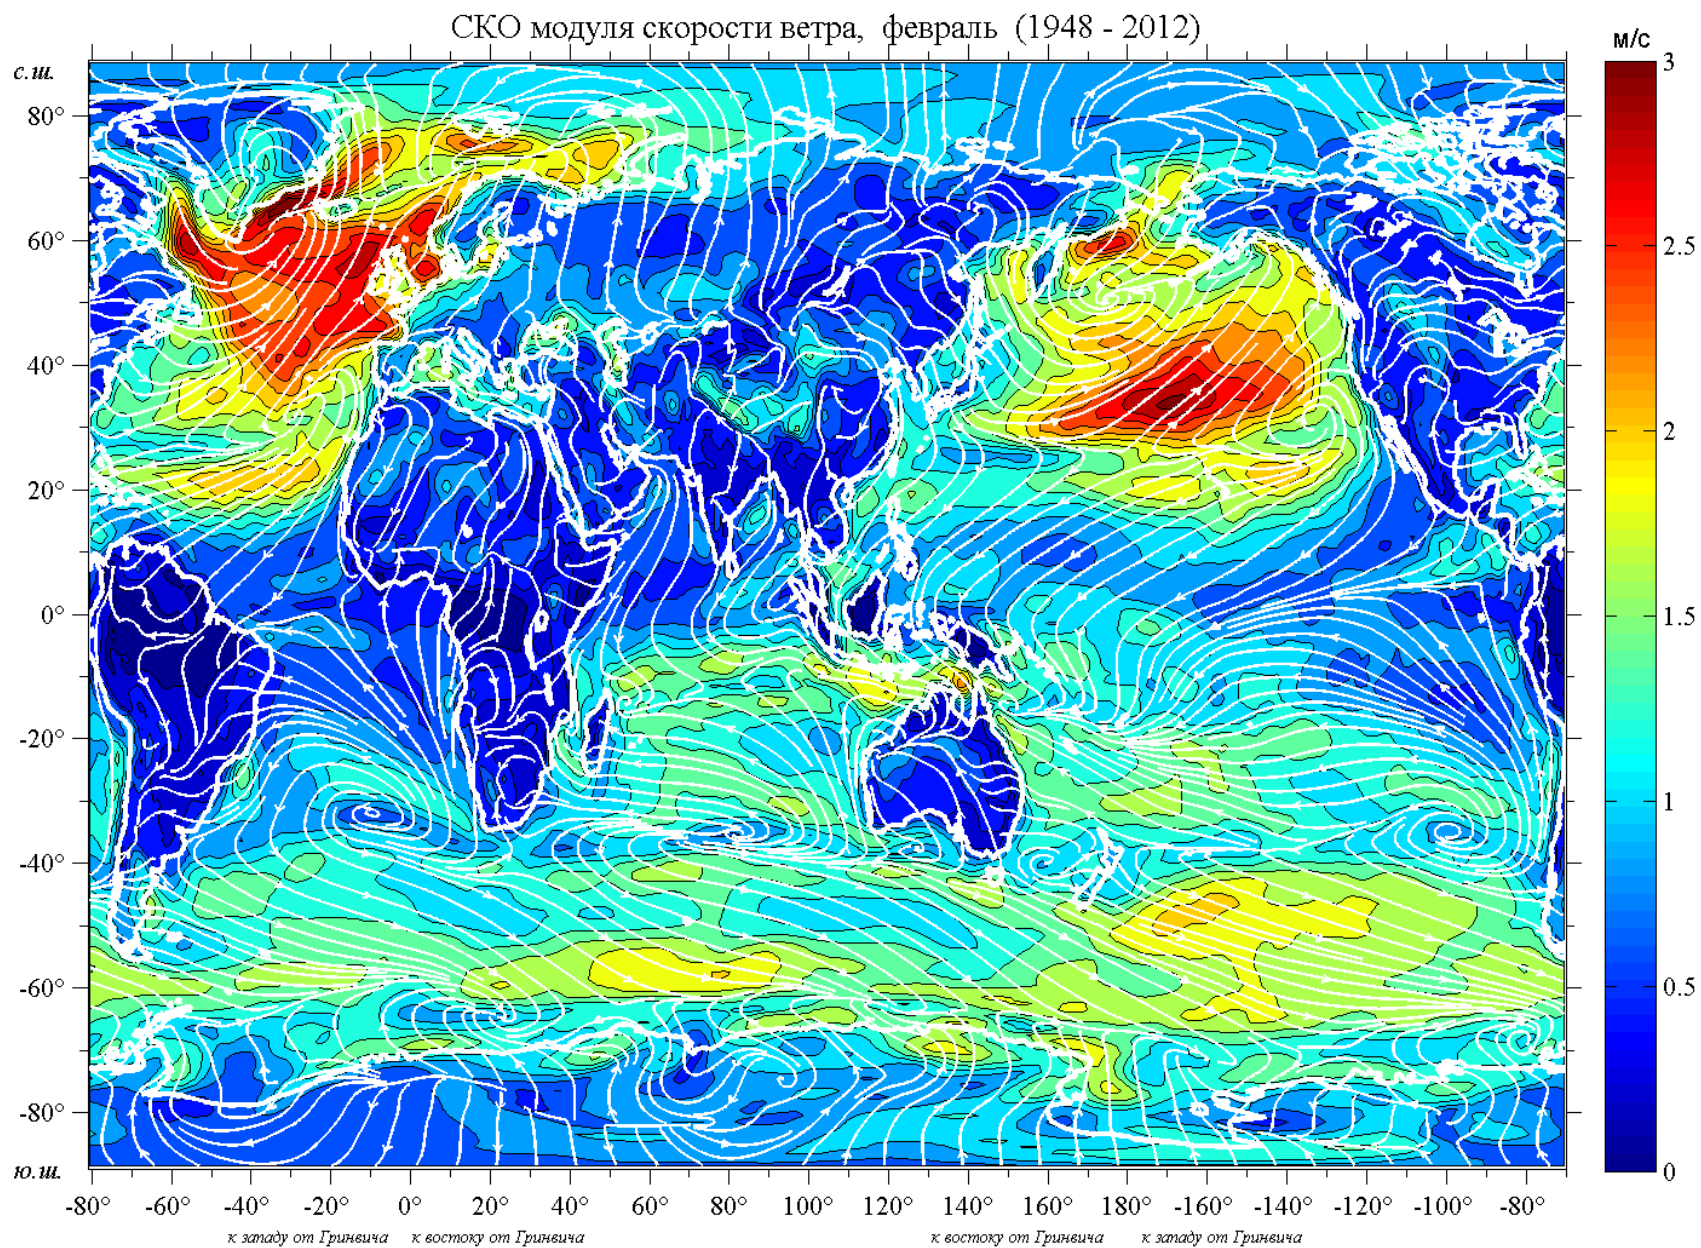 СКО модуля скорости ветра, февраль (1948 - 2012)
м/с
с.ш.
80°
60°
40°
20°
0°
-20°
-40°
-60°
-80°
ю.ш.
3
2.5
2
1.5
1
0.5
0
-80° -60° -40° -20° 0° 20° 40° 60° 80° 100° 120° 140° 160° 180° -160° -140° -120° -100° -80°
к западу от Гринвича к востоку от Гринвича к востоку от Гринвича к западу от Гринвича